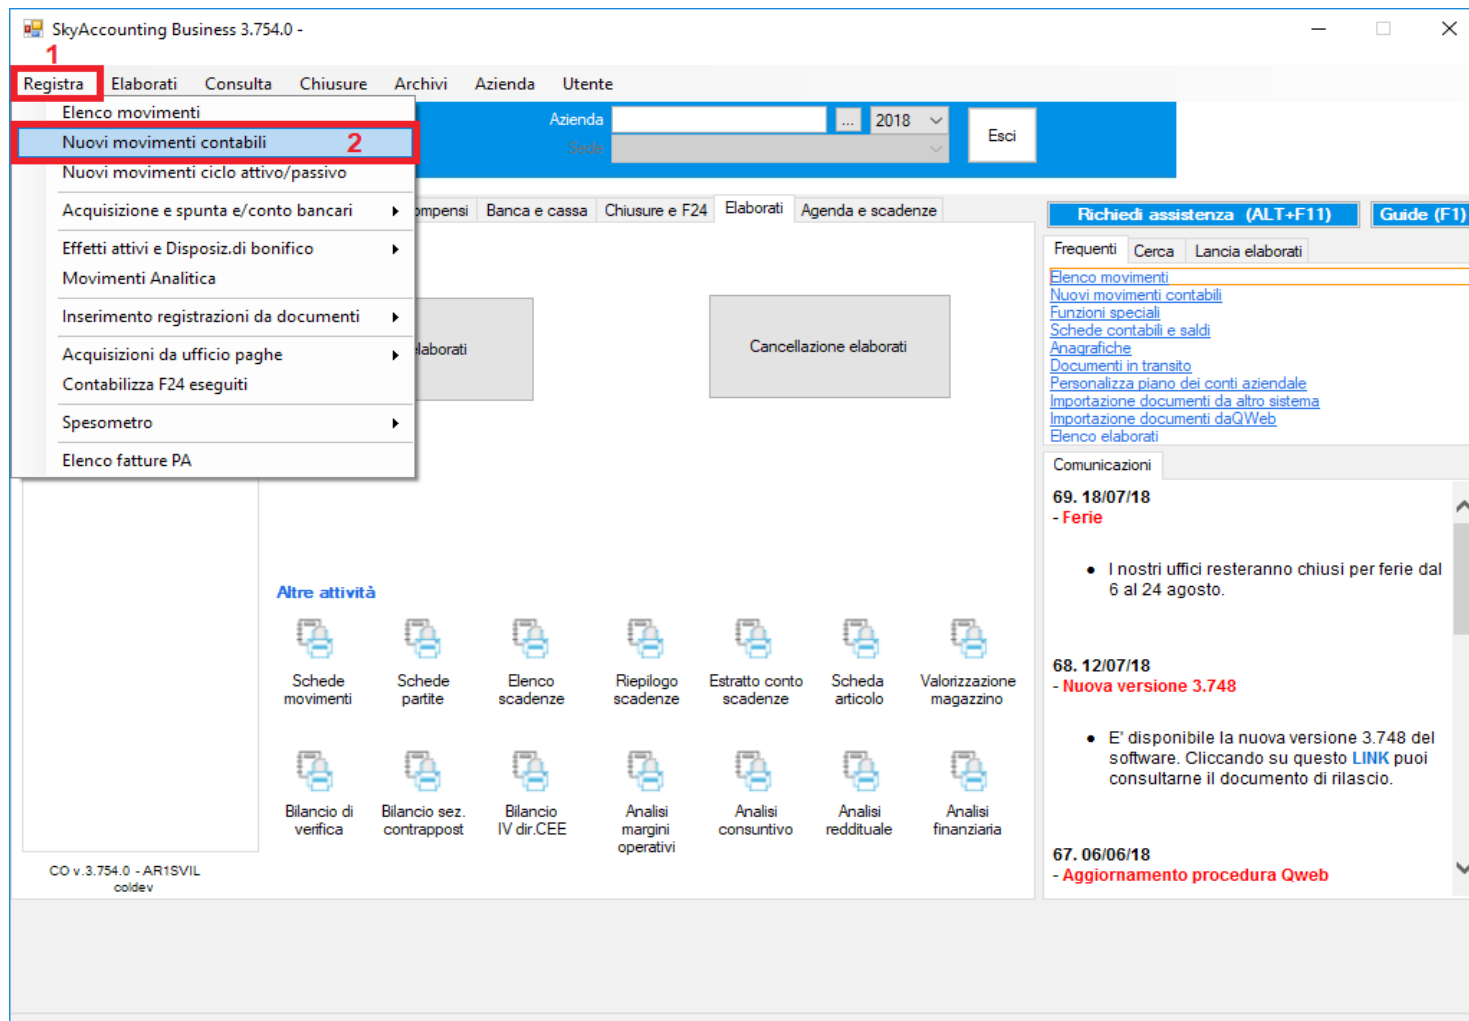 SkyAccounting Business 3.754.0 -
1
Registra Elaborati Consulta Chiusure Archivi Azienda Utente
Elenco movimenti
Nuovi movimenti contabili 2
Nuovi movimenti ciclo attivo/passivo
Acquisizione e spunta e/conto bancari
Effetti attivi e Disposiz.di bonifico
Movimenti Analitica
Inserimento registrazioni da documenti
Acquisizioni da ufficio paghe
Contabilizza F24 eseguiti
Spesometro
Elenco fatture PA
Azienda ... 2018
Sede
Esci
ompensi Banca e cassa Chiusure e F24 Elaborati Agenda e scadenze
elaborati
Cancellazione elaborati
Altre attività
Schede movimenti
Schede partite
Elenco scadenze
Riepilogo scadenze
Estratto conto scadenze
Scheda articolo
Valorizzazione magazzino
Bilancio di verifica
Bilancio sez. contrappost
Bilancio IV dir.CEE
Analisi margini operativi
Analisi consuntivo
Analisi reddituale
Analisi finanziaria
CO v.3.754.0 - AR1SVIL
coldev
Richiedi assistenza (ALT+F11) Guide (F1)
Frequenti Cerca Lancia elaborati
Elenco movimenti
Nuovi movimenti contabili
Funzioni speciali
Schede contabili e saldi
Anagrafiche
Documenti in transito
Personalizza piano dei conti aziendale
Importazione documenti da altro sistema
Importazione documenti daQWeb
Elenco elaborati
Comunicazioni
69. 18/07/18
- Ferie
● I nostri uffici resteranno chiusi per ferie dal
6 al 24 agosto.
68. 12/07/18
- Nuova versione 3.748
● E' disponibile la nuova versione 3.748 del
software. Cliccando su questo LINK puoi
consultarne il documento di rilascio.
67. 06/06/18
- Aggiornamento procedura Qweb